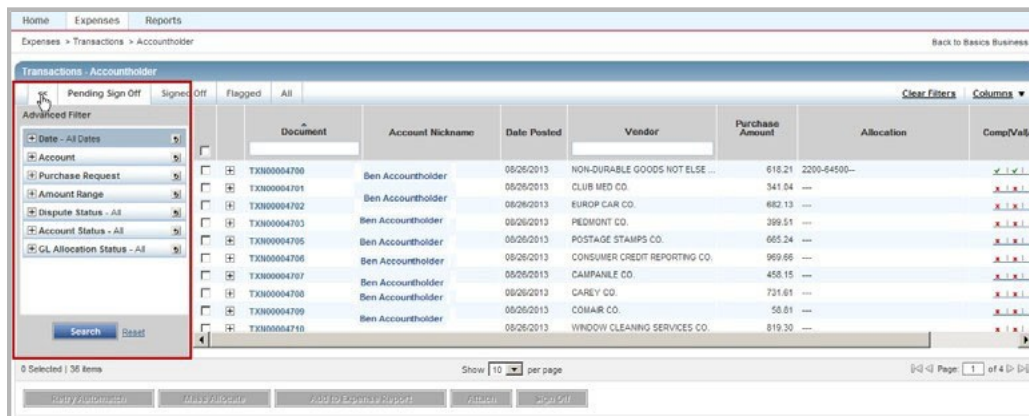 Home Expenses Reports
Expenses > Transactions > Accountholder Back to Basics Business
Transactions - Accountholder
<< Pending Sign Off Signed Off Flagged All Clear Filters Columns ▼
Advanced Filter
Date - All Dates
Account
Purchase Request
Amount Range
Dispute Status - All
Account Status - All
GL Allocation Status - All
Search Reset
Document Account Nickname Date Posted Vendor Purchase Amount Allocation Comp|Val|
TXN00004700 Ben Accountholder 08/26/2013 NON-DURABLE GOODS NOT ELSE ... 618.21 2200-64500--
TXN00004701 Ben Accountholder 08/26/2013 CLUB MED CO. 341.04 ---
TXN00004702 08/26/2013 EUROP CAR CO. 682.13 ---
TXN00004703 Ben Accountholder 08/26/2013 PIEDMONT CO. 399.51 ---
TXN00004705 Ben Accountholder 08/26/2013 POSTAGE STAMPS CO. 665.24 ---
TXN00004706 Ben Accountholder 08/26/2013 CONSUMER CREDIT REPORTING CO. 969.66 ---
TXN00004707 Ben Accountholder 08/26/2013 CAMPANILE CO. 458.15 ---
TXN00004708 Ben Accountholder 08/26/2013 CAREY CO. 731.61 ---
TXN00004709 Ben Accountholder 08/26/2013 COMAIR CO. 58.81 ---
TXN00004710 08/26/2013 WINDOW CLEANING SERVICES CO. 819.30 ---
0 Selected | 36 items Show 10 per page Page: 1 of 4
Retry Automatch Mass Allocate Add to Expense Report Attach Sign Off